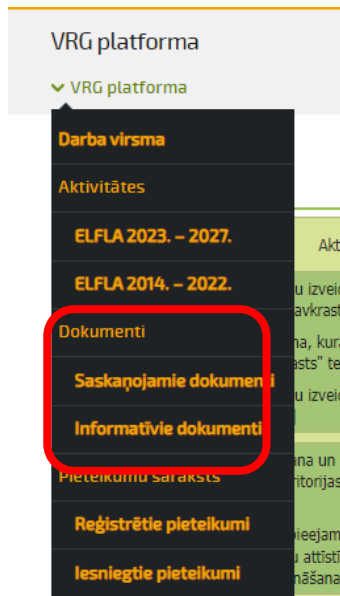 VRG platforma
VRG platforma
Darba virsma
Aktivitātes
ELFLA 2023. – 2027.
ELFLA 2014. – 2022.
Dokumenti
Saskaņojamie dokumenti
Informatīvie dokumenti
Pieteikumu saraksts
Reģistrētie pieteikumi
Iesniegtie pieteikumi